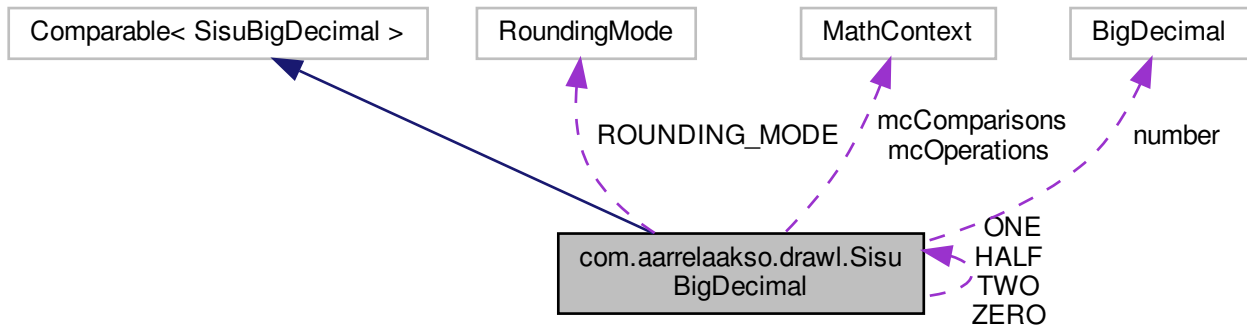 Comparable< SisuBigDecimal >
RoundingMode
MathContext
BigDecimal
ROUNDING_MODE
mcComparisons
mcOperations
number
ONE
HALF
TWO
ZERO
com.aarrelaakso.drawl.Sisu
BigDecimal